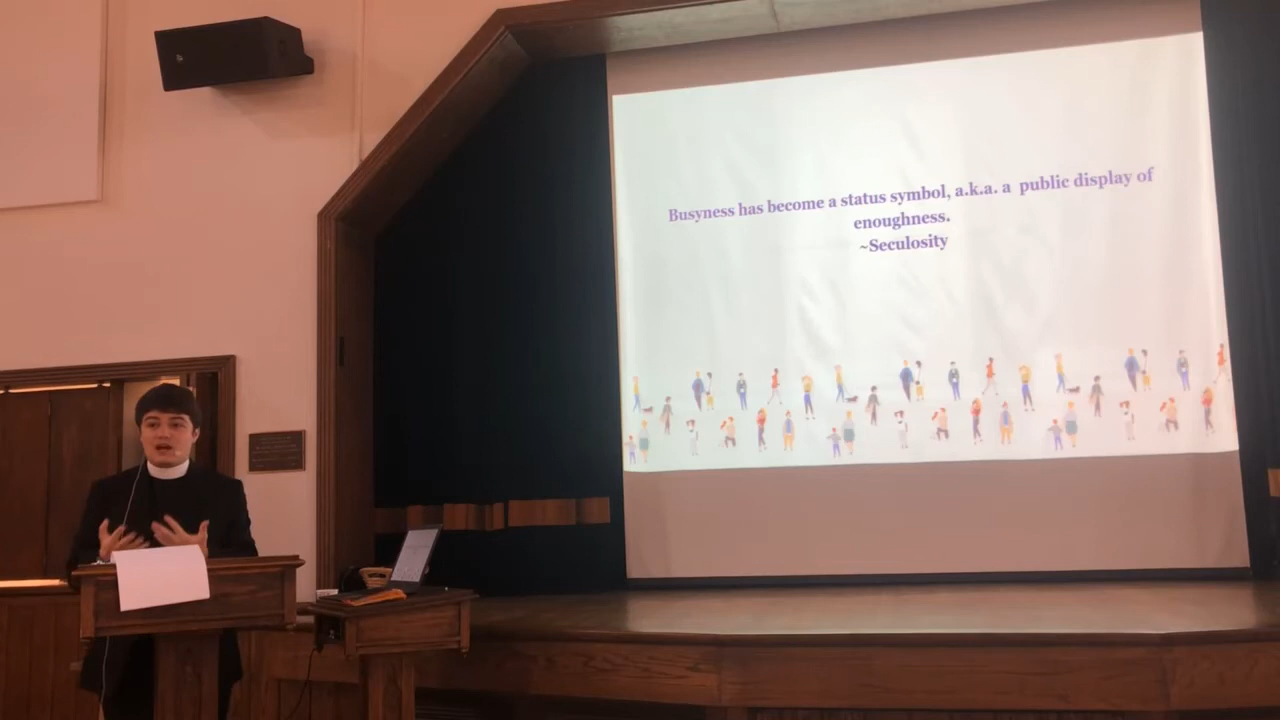 Busyness has become a status symbol, a.k.a. a public display of
enoughness.
~Seculosity